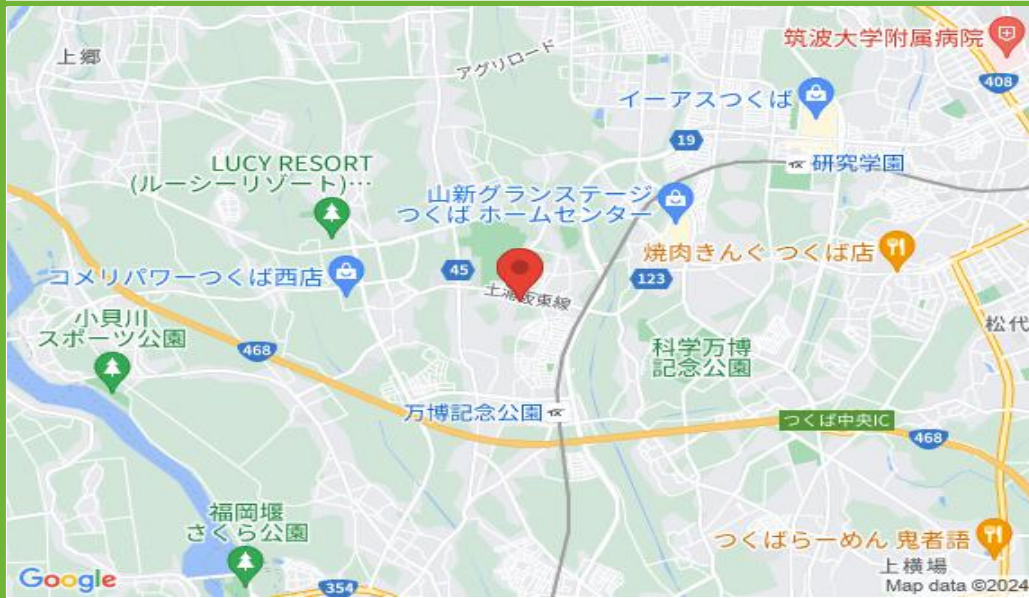 筑波大学附属病院
上郷
アグリロード
408
イーアスつくば
19
LUCY RESORT
(ルーシーリゾート)…
研究学園
山新グランステージ
つくば ホームセンター
焼肉きんぐ つくば店
コメリパワーつくば西店
45
123
土浦坂東線
小貝川
スポーツ公園
松代
468
科学万博
記念公園
万博記念公園
つくば中央IC
468
福岡堰
さくら公園
つくばらーめん 鬼者語
上横場
354
Google
Map data ©2024